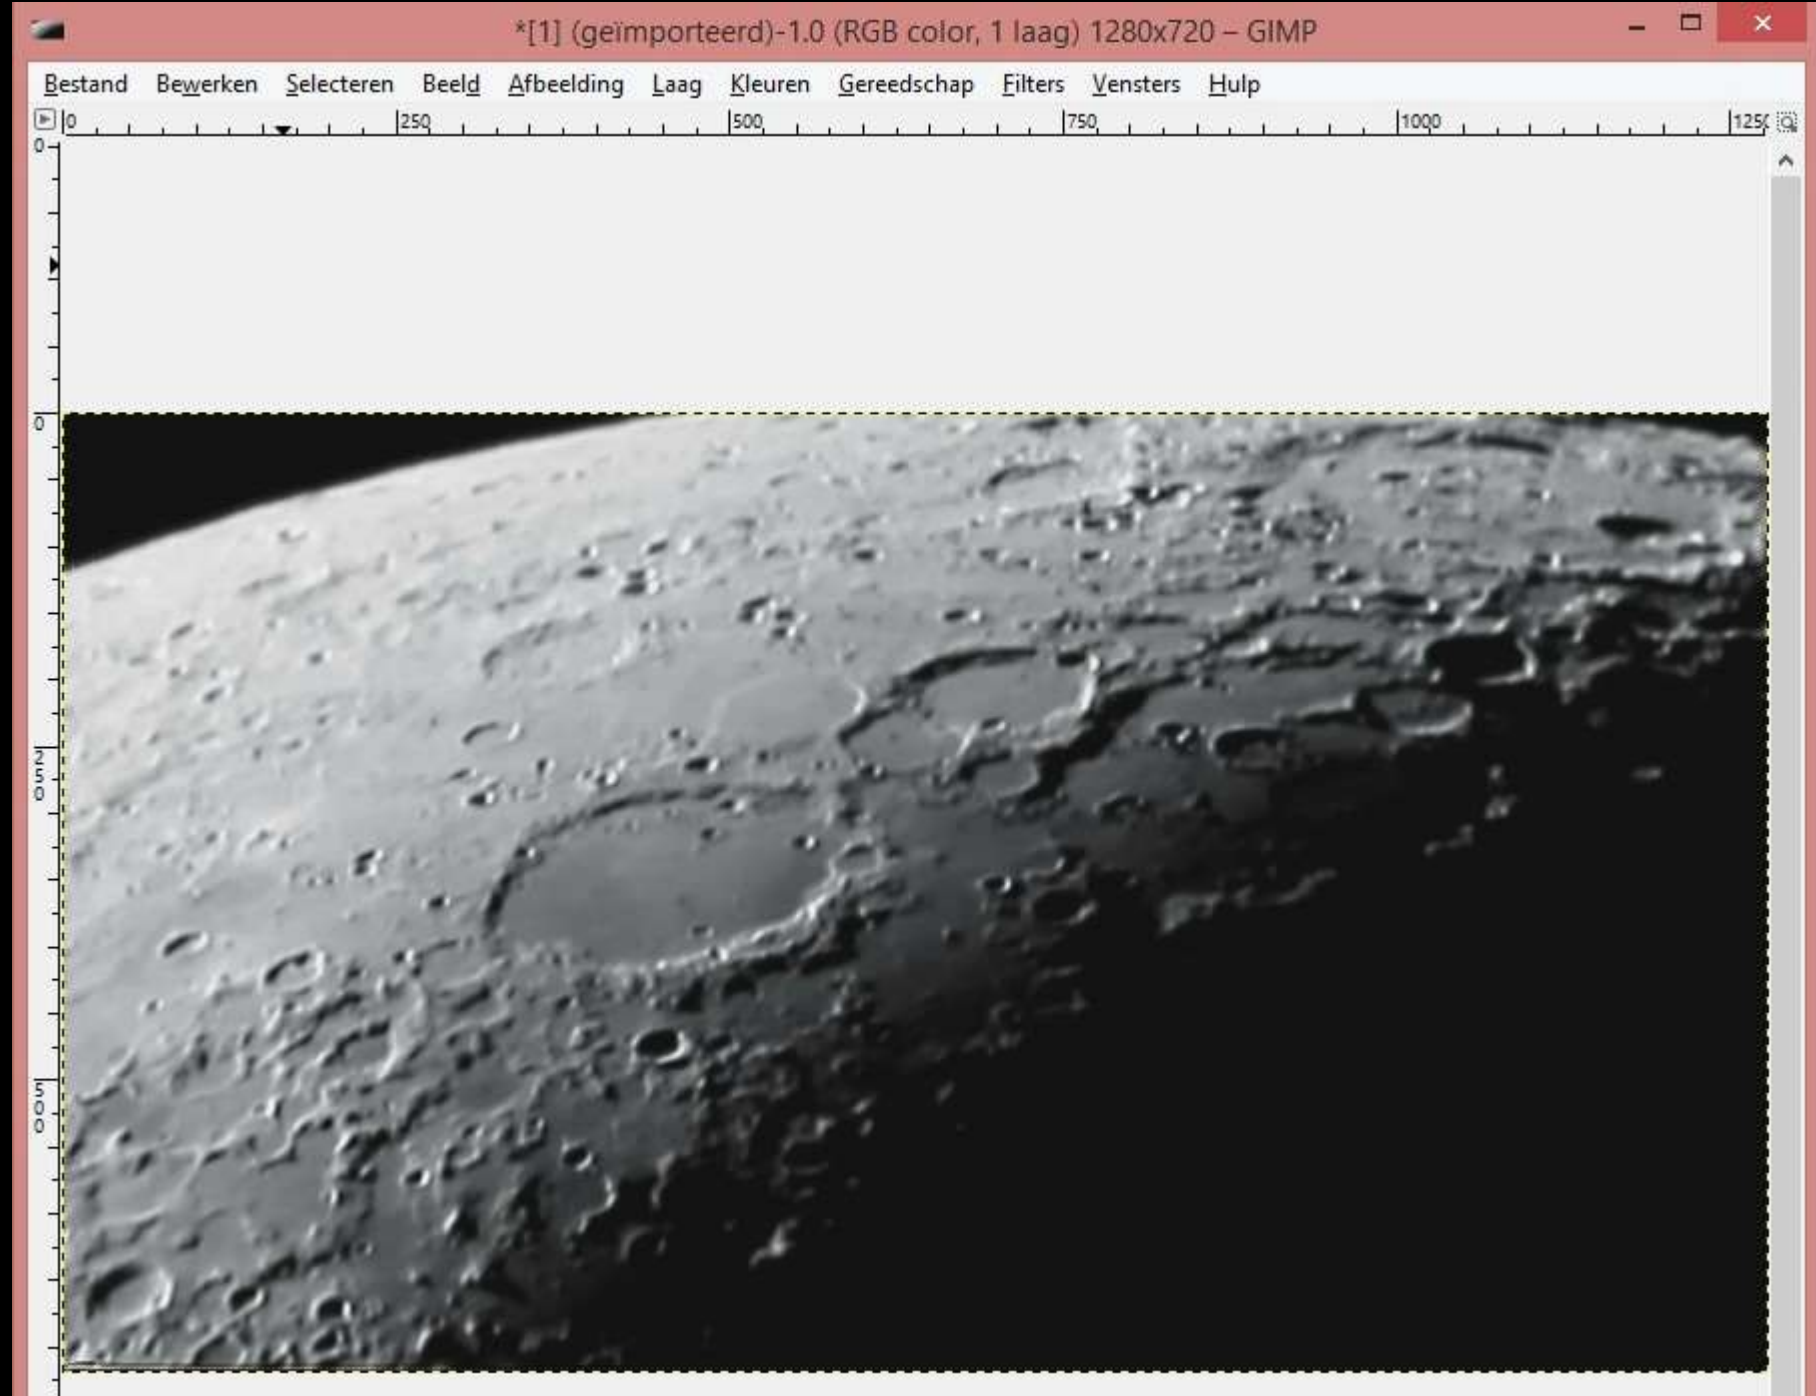 *[1] (geïmporteerd)-1.0 (RGB color, 1 laag) 1280x720 – GIMP
Bestand Bewerken Selecteren Beeld Afbeelding Laag Kleuren Gereedschap Filters Vensters Hulp
0 250 500 750 1000 125
0
0
250
500